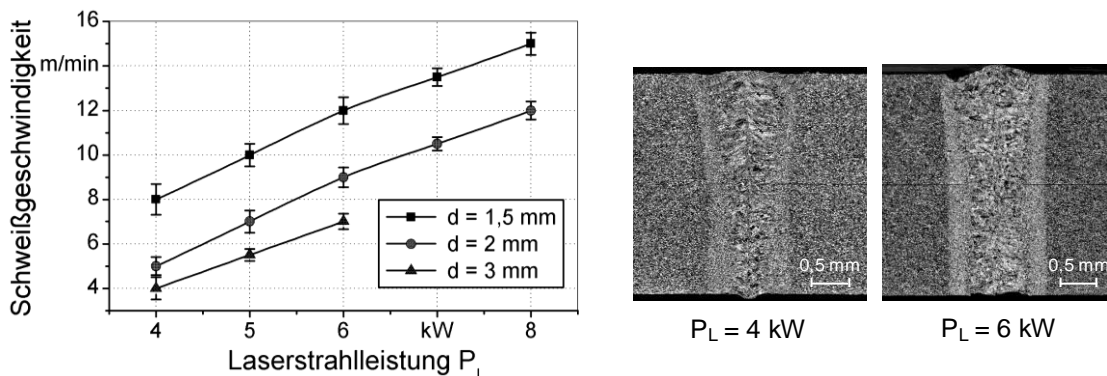 Schweißgeschwindigkeit
16
m/min
12
10
8
6
4
d = 1,5 mm
d = 2 mm
d = 3 mm
4
5
6
kW
8
Laserstrahlleistung P
0,5 mm
P_L = 4 kW
0,5 mm
P_L = 6 kW